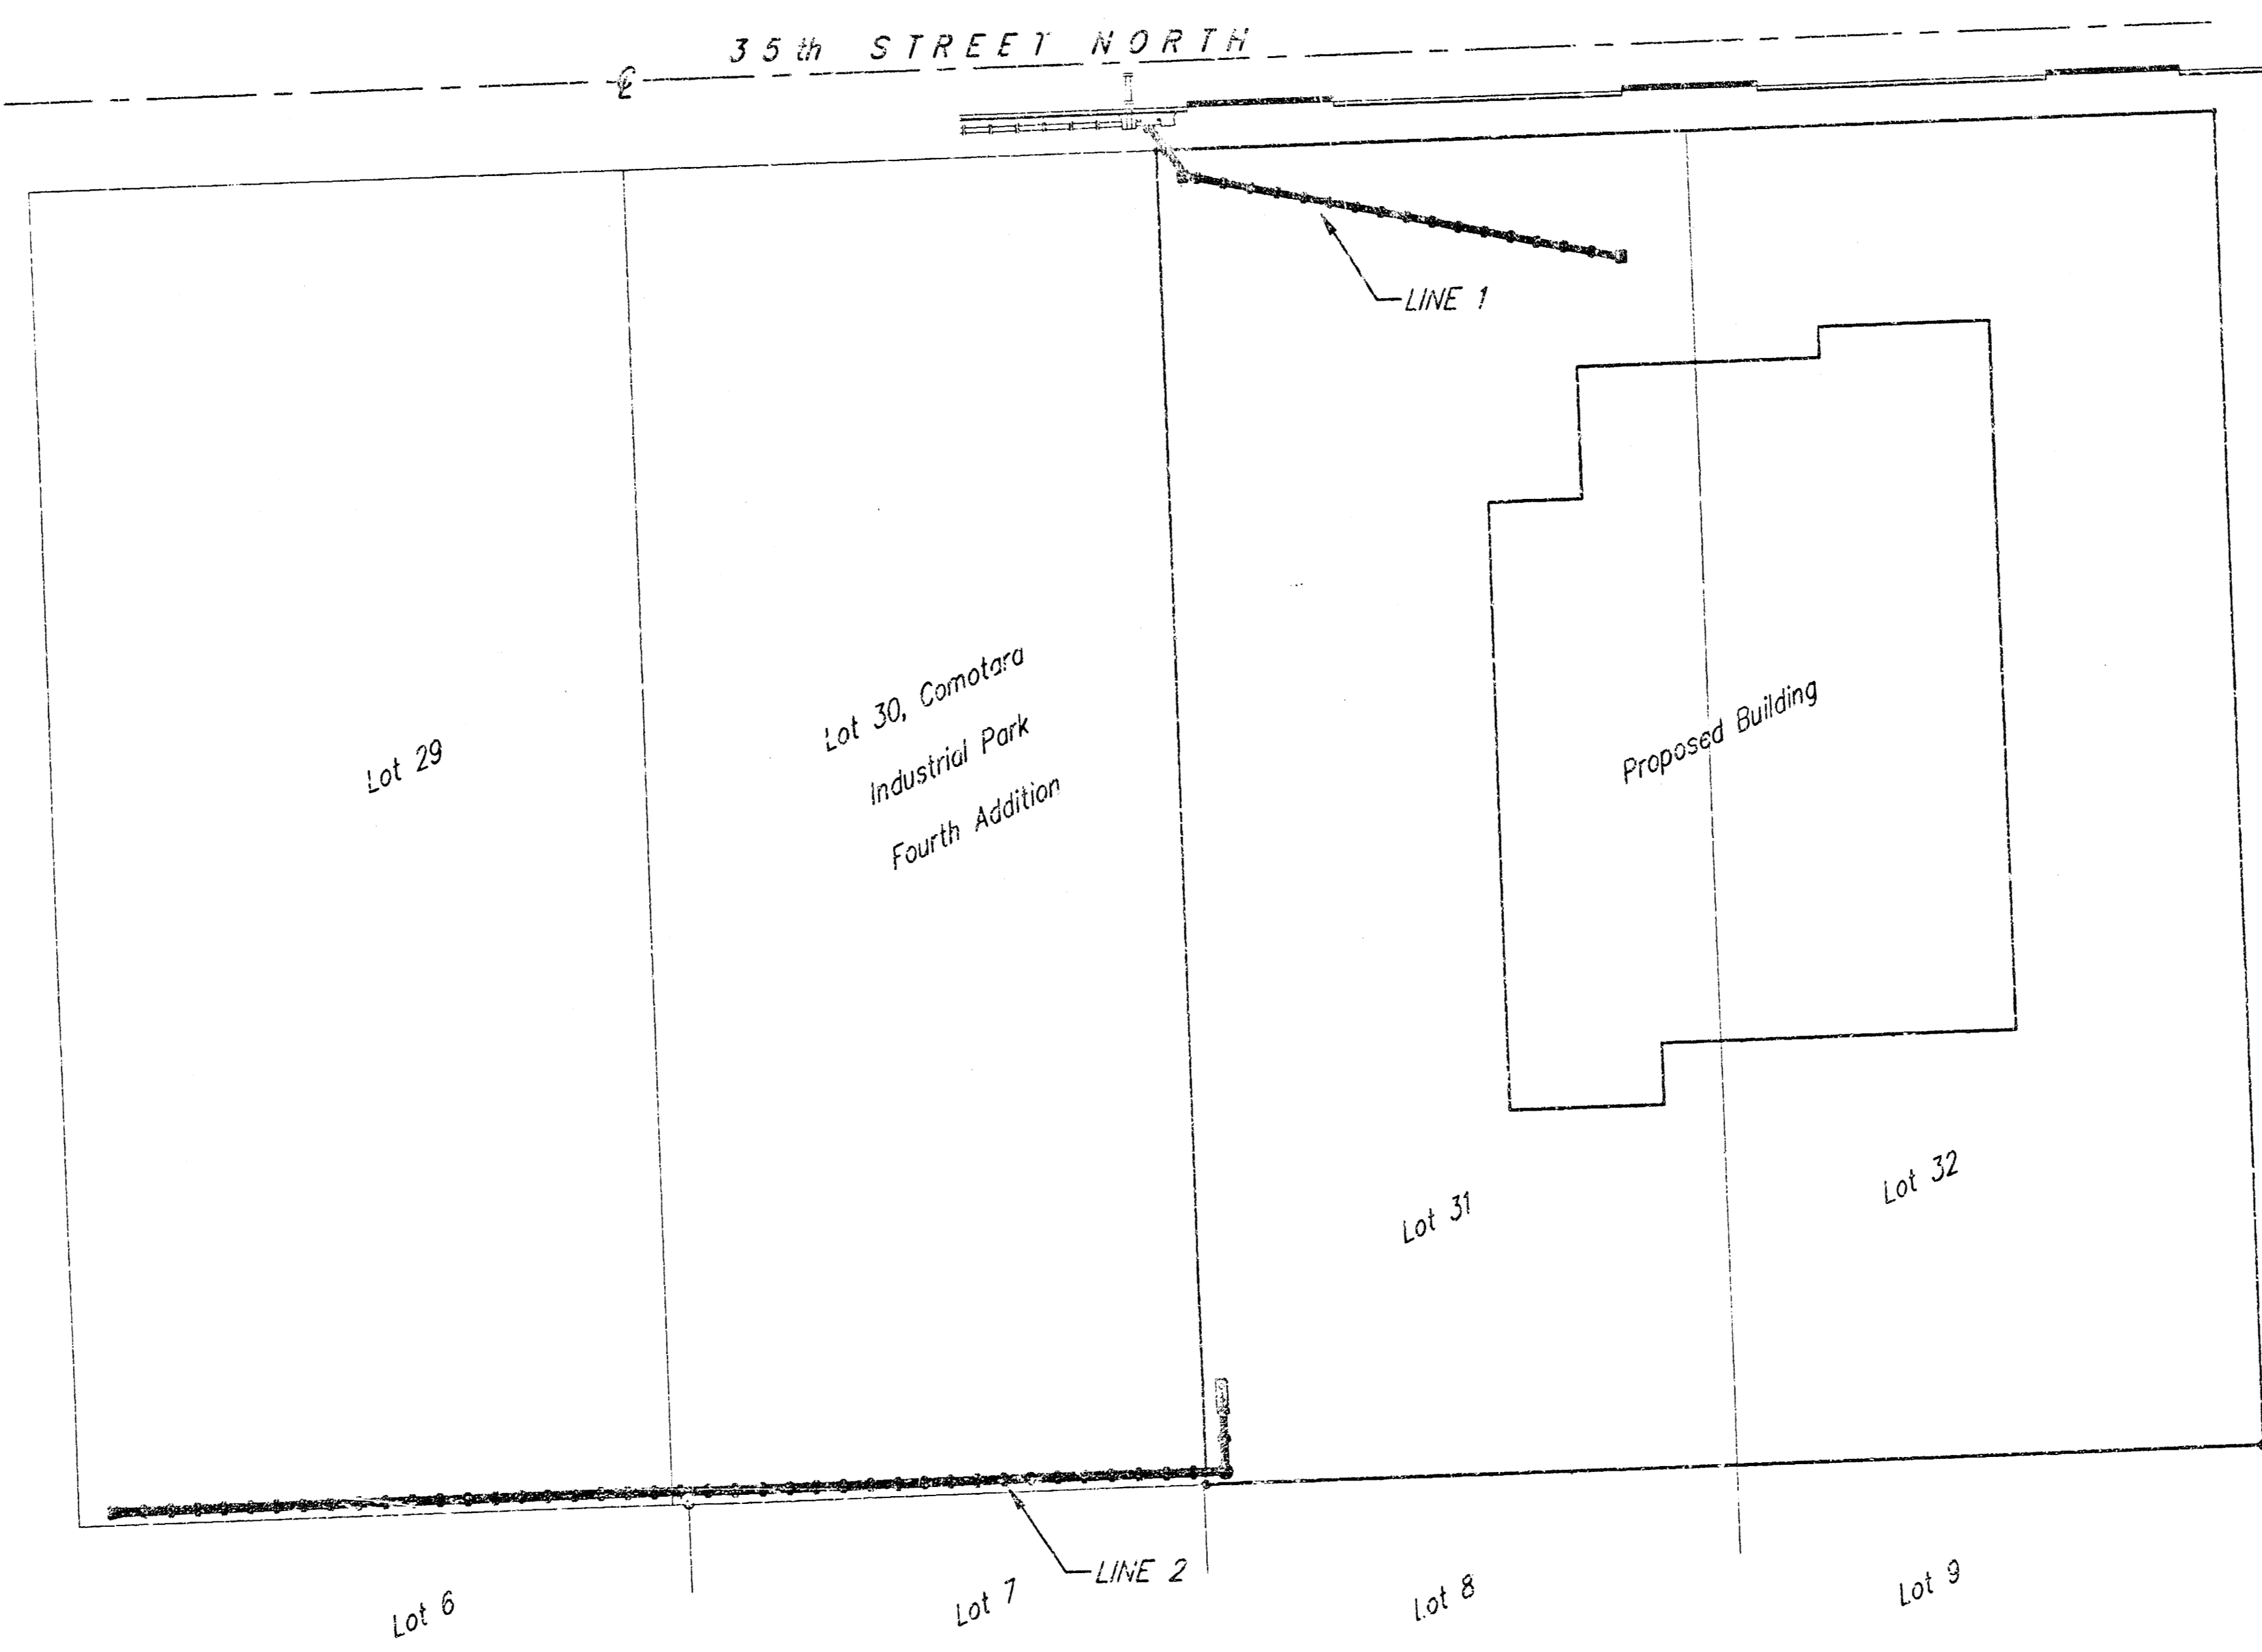 35th STREET NORTH
℄
LINE 1
Lot 29
Lot 30, Comotara
Industrial Park
Fourth Addition
Proposed Building
Lot 31
Lot 32
LINE 2
Lot 6
Lot 7
Lot 8
Lot 9